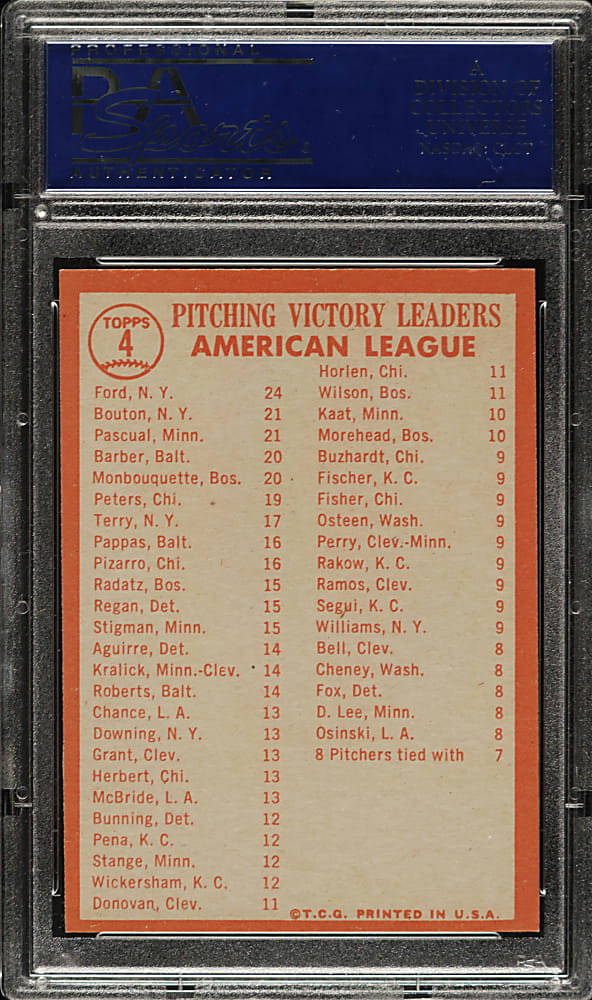 PROFESSIONAL
PSA
Sports
AUTHENTICATOR
A
DIVISION OF
COLLECTORS
UNIVERSE
NASDAQ: CLCT
TOPPS
4
PITCHING VICTORY LEADERS
AMERICAN LEAGUE
Ford, N. Y. 24
Bouton, N. Y. 21
Pascual, Minn. 21
Barber, Balt. 20
Monbouquette, Bos. 20
Peters, Chi. 19
Terry, N. Y. 17
Pappas, Balt. 16
Pizarro, Chi. 16
Radatz, Bos. 15
Regan, Det. 15
Stigman, Minn. 15
Aguirre, Det. 14
Kralick, Minn.-Clev. 14
Roberts, Balt. 14
Chance, L. A. 13
Downing, N. Y. 13
Grant, Clev. 13
Herbert, Chi. 13
McBride, L. A. 13
Bunning, Det. 12
Pena, K. C. 12
Stange, Minn. 12
Wickersham, K. C. 12
Donovan, Clev. 11
Horlen, Chi. 11
Wilson, Bos. 11
Kaat, Minn. 10
Morehead, Bos. 10
Buzhardt, Chi. 9
Fischer, K. C. 9
Fisher, Chi. 9
Osteen, Wash. 9
Perry, Clev.-Minn. 9
Rakow, K. C. 9
Ramos, Clev. 9
Segui, K. C. 9
Williams, N. Y. 9
Bell, Clev. 8
Cheney, Wash. 8
Fox, Det. 8
D. Lee, Minn. 8
Osinski, L. A. 8
8 Pitchers tied with 7
©T.C.G. PRINTED IN U.S.A.